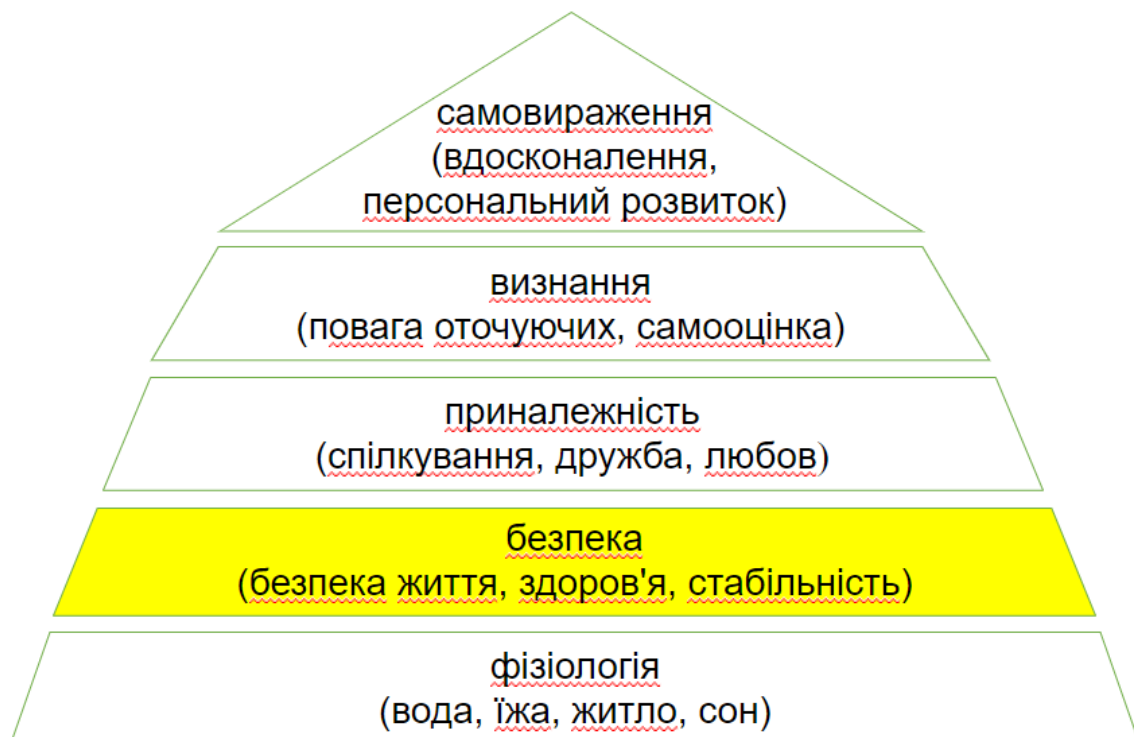 самовираження
(вдосконалення,
персональний розвиток)
визнання
(повага оточуючих, самооцінка)
приналежність
(спілкування, дружба, любов)
безпека
(безпека життя, здоров'я, стабільність)
фізіологія
(вода, їжа, житло, сон)